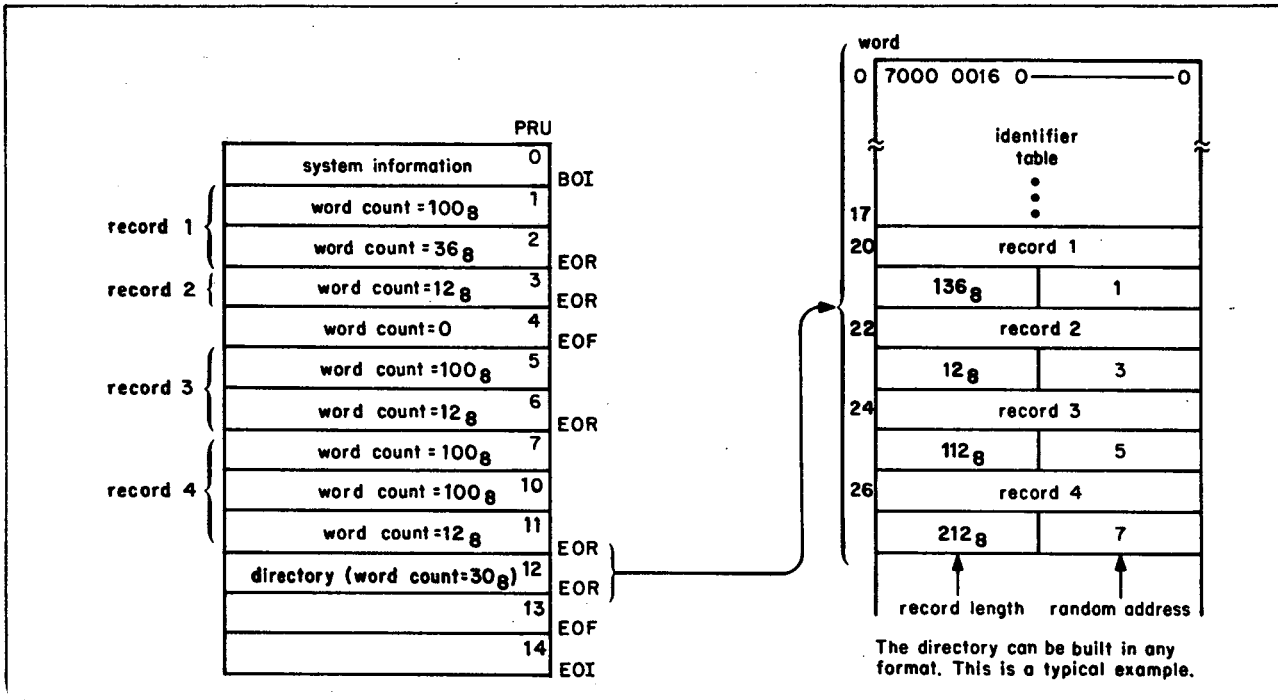 PRU
system information 0
BOI
record 1
word count=100₈ 1
word count=36₈ 2
EOR
record 2
word count=12₈ 3
EOR
word count=0 4
EOF
record 3
word count=100₈ 5
word count=12₈ 6
EOR
record 4
word count=100₈ 7
word count=100₈ 10
word count=12₈ 11
EOR
directory (word count=30₈) 12
EOR
13
EOF
14
EOI
word
0 7000 0016 0 0
identifier
table
17
20 record 1
136₈ 1
22 record 2
12₈ 3
24 record 3
112₈ 5
26 record 4
212₈ 7
record length random address
The directory can be built in any
format. This is a typical example.